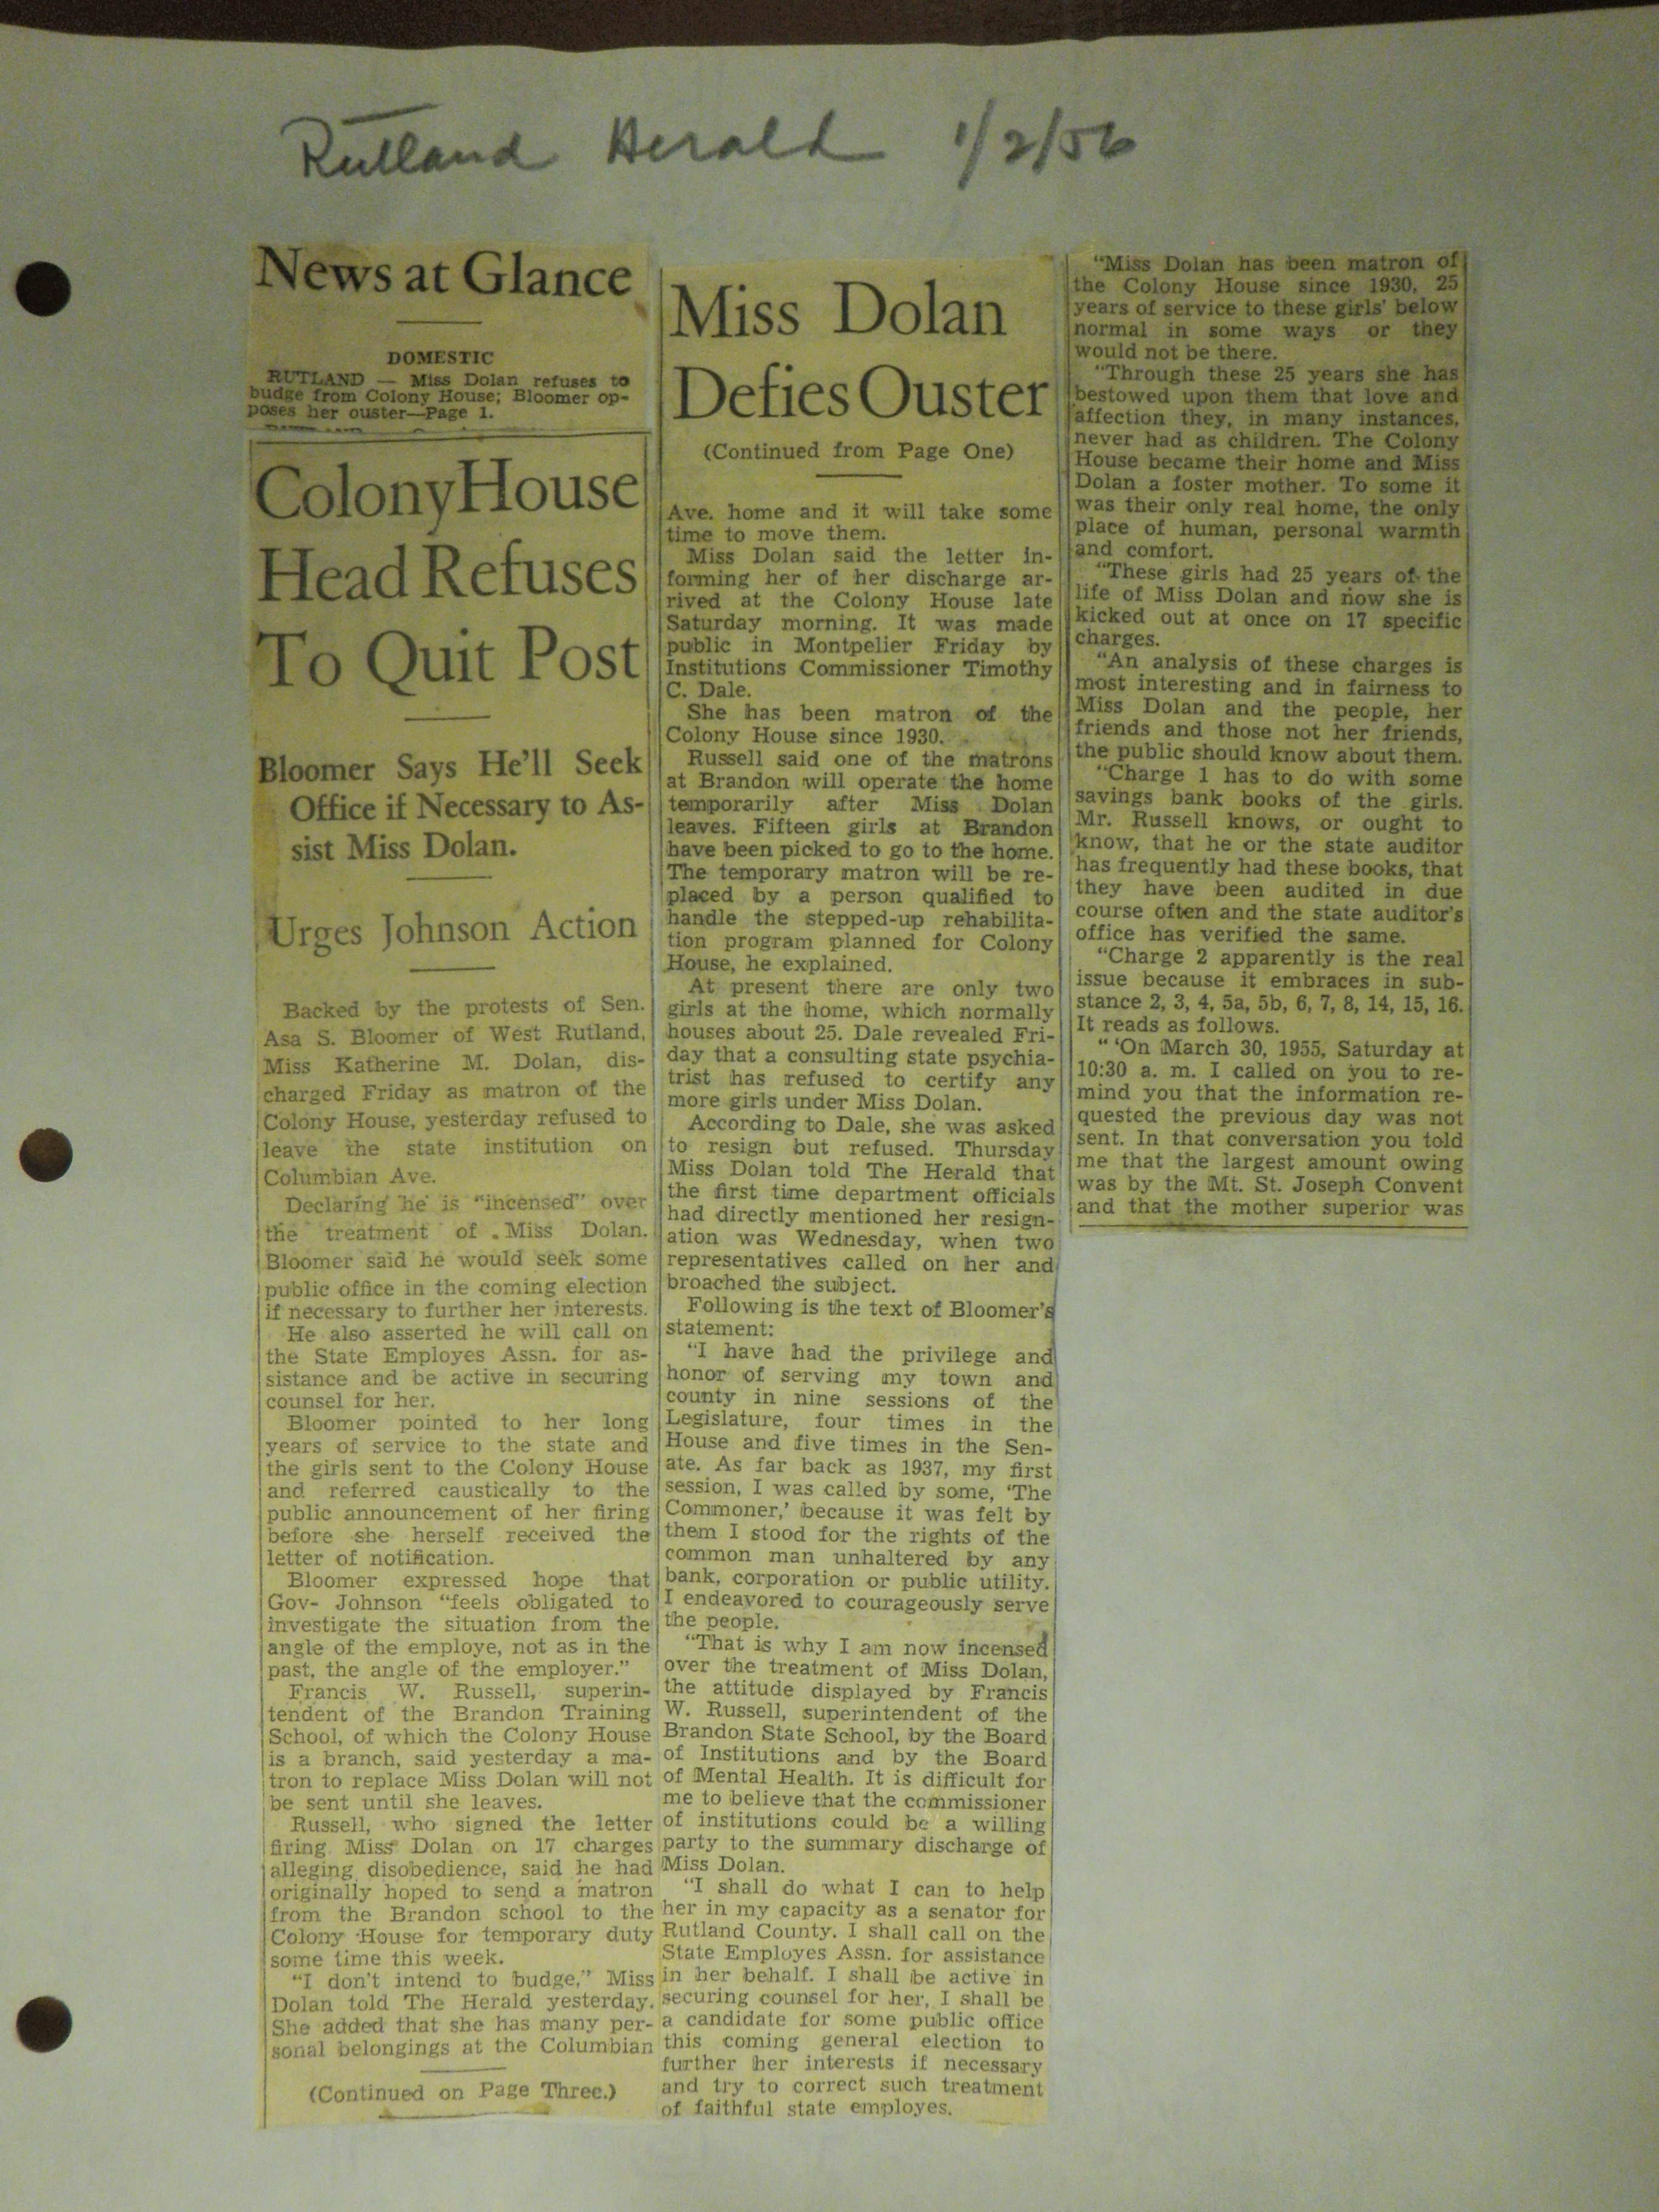 Rutland Herald 1/2/56
News at Glance
DOMESTIC
RUTLAND — Miss Dolan refuses to
budge from Colony House; Bloomer op-
poses her ouster—Page 1.
Colony House
Head Refuses
To Quit Post
Bloomer Says He'll Seek
Office if Necessary to As-
sist Miss Dolan.
Urges Johnson Action
Backed by the protests of Sen.
Asa S. Bloomer of West Rutland,
Miss Katherine M. Dolan, dis-
charged Friday as matron of the
Colony House, yesterday refused to
leave the state institution on
Columbian Ave.
Declaring he is "incensed" over
the treatment of . Miss Dolan.
Bloomer said he would seek some
public office in the coming election
if necessary to further her interests.
He also asserted he will call on
the State Employes Assn. for as-
sistance and be active in securing
counsel for her.
Bloomer pointed to her long
years of service to the state and
the girls sent to the Colony House
and referred caustically to the
public announcement of her firing
before she herself received the
letter of notification.
Bloomer expressed hope that
Gov- Johnson "feels obligated to
investigate the situation from the
angle of the employe, not as in the
past, the angle of the employer."
Francis W. Russell, superin-
tendent of the Brandon Training
School, of which the Colony House
is a branch, said yesterday a ma-
tron to replace Miss Dolan will not
be sent until she leaves.
Russell, who signed the letter
firing Miss Dolan on 17 charges
alleging disobedience, said he had
originally hoped to send a matron
from the Brandon school to the
Colony House for temporary duty
some time this week.
"I don't intend to budge," Miss
Dolan told The Herald yesterday.
She added that she has many per-
sonal belongings at the Columbian
(Continued on Page Three.)
Miss Dolan
Defies Ouster
(Continued from Page One)
Ave. home and it will take some
time to move them.
Miss Dolan said the letter in-
forming her of her discharge ar-
rived at the Colony House late
Saturday morning. It was made
public in Montpelier Friday by
Institutions Commissioner Timothy
C. Dale.
She has been matron of the
Colony House since 1930.
Russell said one of the matrons
at Brandon will operate the home
temporarily after Miss Dolan
leaves. Fifteen girls at Brandon
have been picked to go to the home.
The temporary matron will be re-
placed by a person qualified to
handle the stepped-up rehabilita-
tion program planned for Colony
House, he explained.
At present there are only two
girls at the home, which normally
houses about 25. Dale revealed Fri-
day that a consulting state psychia-
trist has refused to certify any
more girls under Miss Dolan.
According to Dale, she was asked
to resign but refused. Thursday
Miss Dolan told The Herald that
the first time department officials
had directly mentioned her resign-
ation was Wednesday, when two
representatives called on her and
broached the subject.
Following is the text of Bloomer's
statement:
"I have had the privilege and
honor of serving my town and
county in nine sessions of the
Legislature, four times in the
House and five times in the Sen-
ate. As far back as 1937, my first
session, I was called by some, 'The
Commoner,' because it was felt by
them I stood for the rights of the
common man unhaltered by any
bank, corporation or public utility.
I endeavored to courageously serve
the people.
"That is why I am now incensed
over the treatment of Miss Dolan,
the attitude displayed by Francis
W. Russell, superintendent of the
Brandon State School, by the Board
of Institutions and by the Board
of Mental Health. It is difficult for
me to believe that the commissioner
of institutions could be a willing
party to the summary discharge of
Miss Dolan.
"I shall do what I can to help
her in my capacity as a senator for
Rutland County. I shall call on the
State Employes Assn. for assistance
in her behalf. I shall be active in
securing counsel for her, I shall be
a candidate for some public office
this coming general election to
further her interests if necessary
and try to correct such treatment
of faithful state employes.
"Miss Dolan has been matron of
the Colony House since 1930, 25
years of service to these girls' below
normal in some ways or they
would not be there.
"Through these 25 years she has
bestowed upon them that love and
affection they, in many instances,
never had as children. The Colony
House became their home and Miss
Dolan a foster mother. To some it
was their only real home, the only
place of human, personal warmth
and comfort.
"These girls had 25 years of the
life of Miss Dolan and now she is
kicked out at once on 17 specific
charges.
"An analysis of these charges is
most interesting and in fairness to
Miss Dolan and the people, her
friends and those not her friends,
the public should know about them.
"Charge 1 has to do with some
savings bank books of the girls.
Mr. Russell knows, or ought to
know, that he or the state auditor
has frequently had these books, that
they have been audited in due
course often and the state auditor's
office has verified the same.
"Charge 2 apparently is the real
issue because it embraces in sub-
stance 2, 3, 4, 5a, 5b, 6, 7, 8, 14, 15, 16.
It reads as follows.
" 'On March 30, 1955, Saturday at
10:30 a. m. I called on you to re-
mind you that the information re-
quested the previous day was not
sent. In that conversation you told
me that the largest amount owing
was by the Mt. St. Joseph Convent
and that the mother superior was